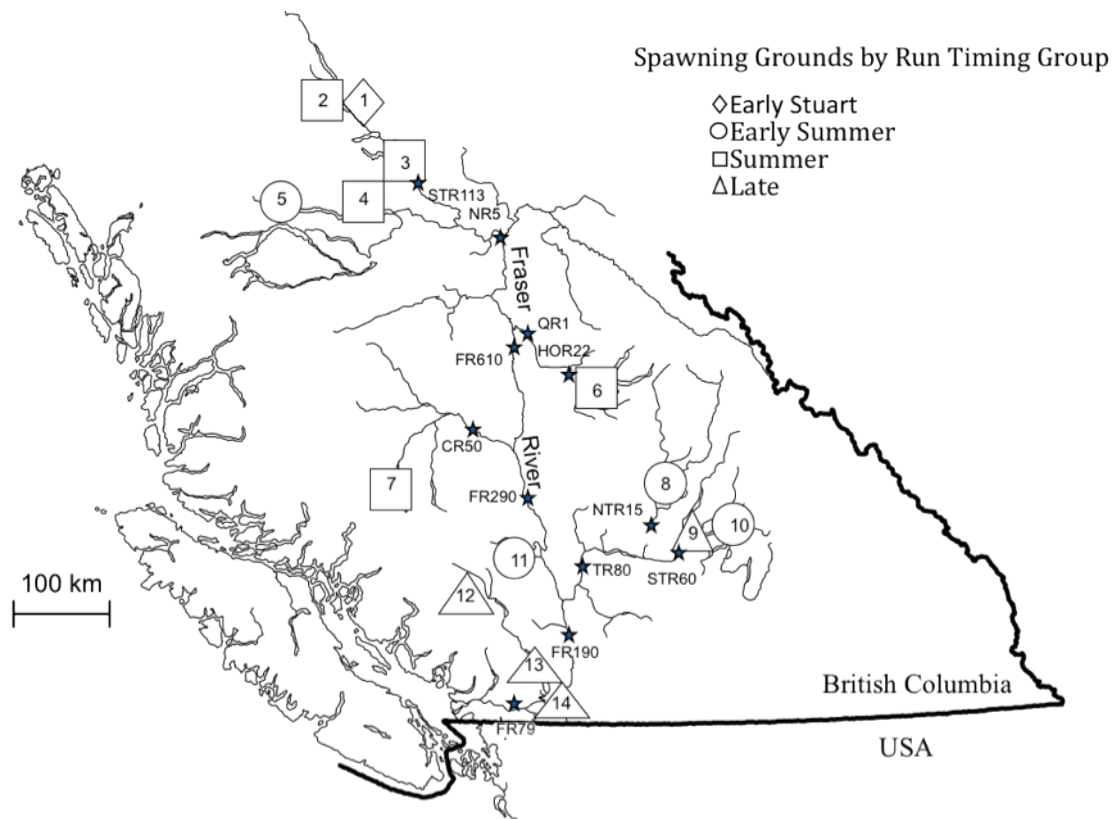 Spawning Grounds by Run Timing Group
Early Stuart
Early Summer
Summer
Late
2
1
3
STR113
5
4
NR5
Fraser
QR1
FR610
HOR22
6
CR50
River
7
FR290
8
NTR15
9
10
11
TR80
STR60
100 km
12
FR190
13
14
FR79
British Columbia
USA